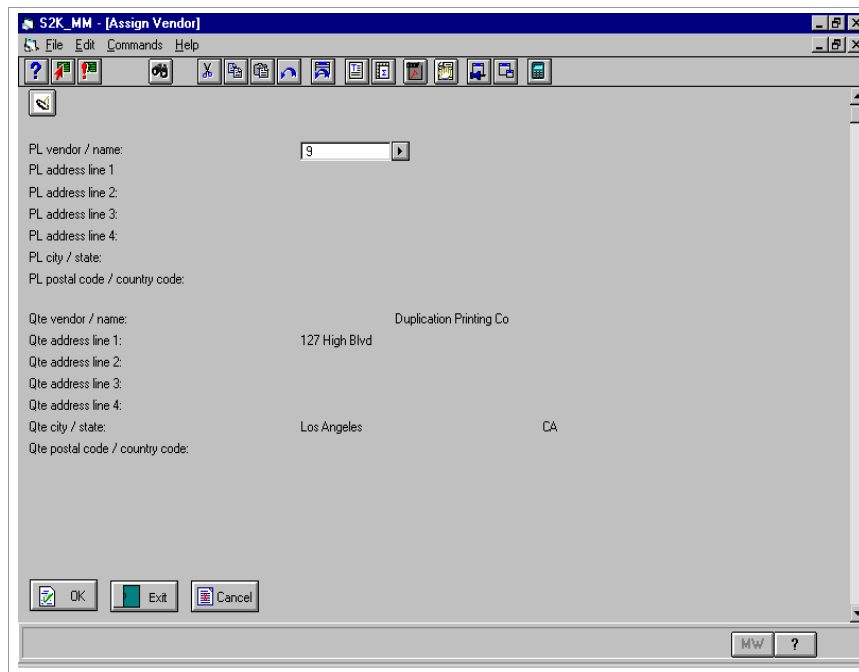 S2K_MM - [Assign Vendor]
File Edit Commands Help
PL vendor / name: 9
PL address line 1
PL address line 2:
PL address line 3:
PL address line 4:
PL city / state:
PL postal code / country code:
Qte vendor / name: Duplication Printing Co
Qte address line 1: 127 High Blvd
Qte address line 2:
Qte address line 3:
Qte address line 4:
Qte city / state: Los Angeles CA
Qte postal code / country code:
OK Exit Cancel
MW ?